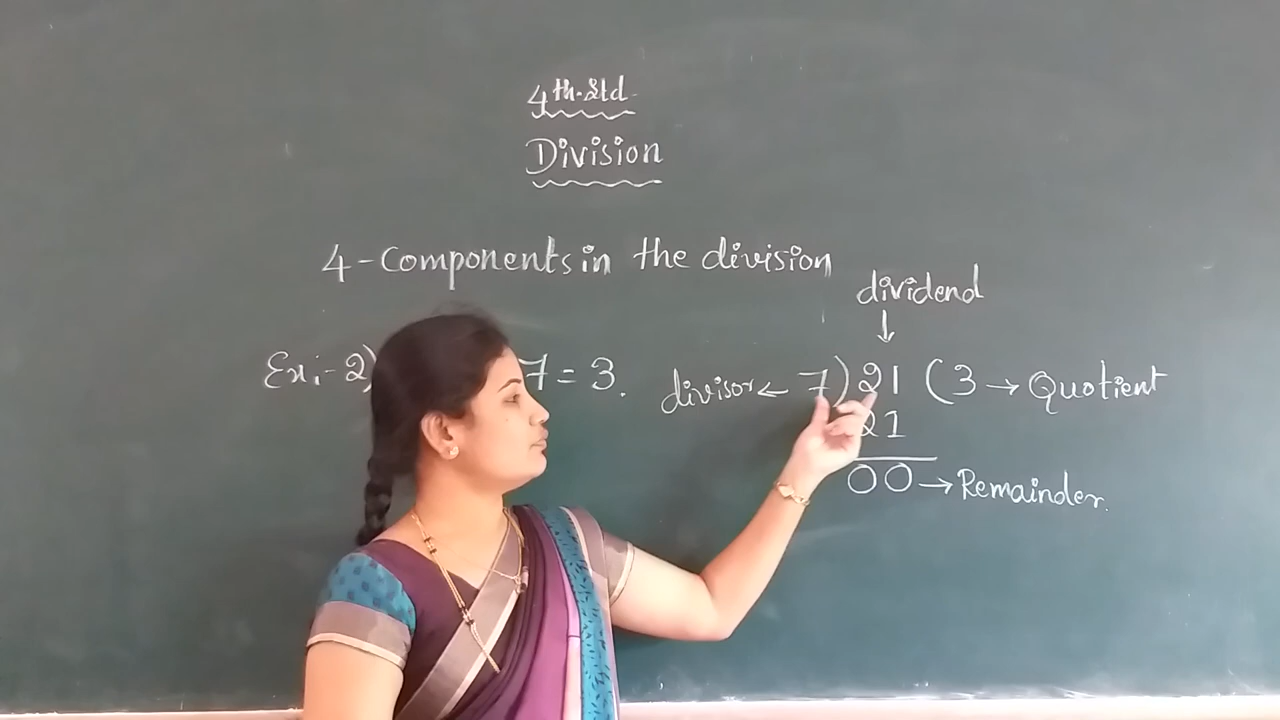 4th. Std.
Division
4 - Components in the division
dividend
↓
Ex:- 2) 7 = 3. divisor ← 7) 21 (3 → Quotient
21
00 → Remainder.